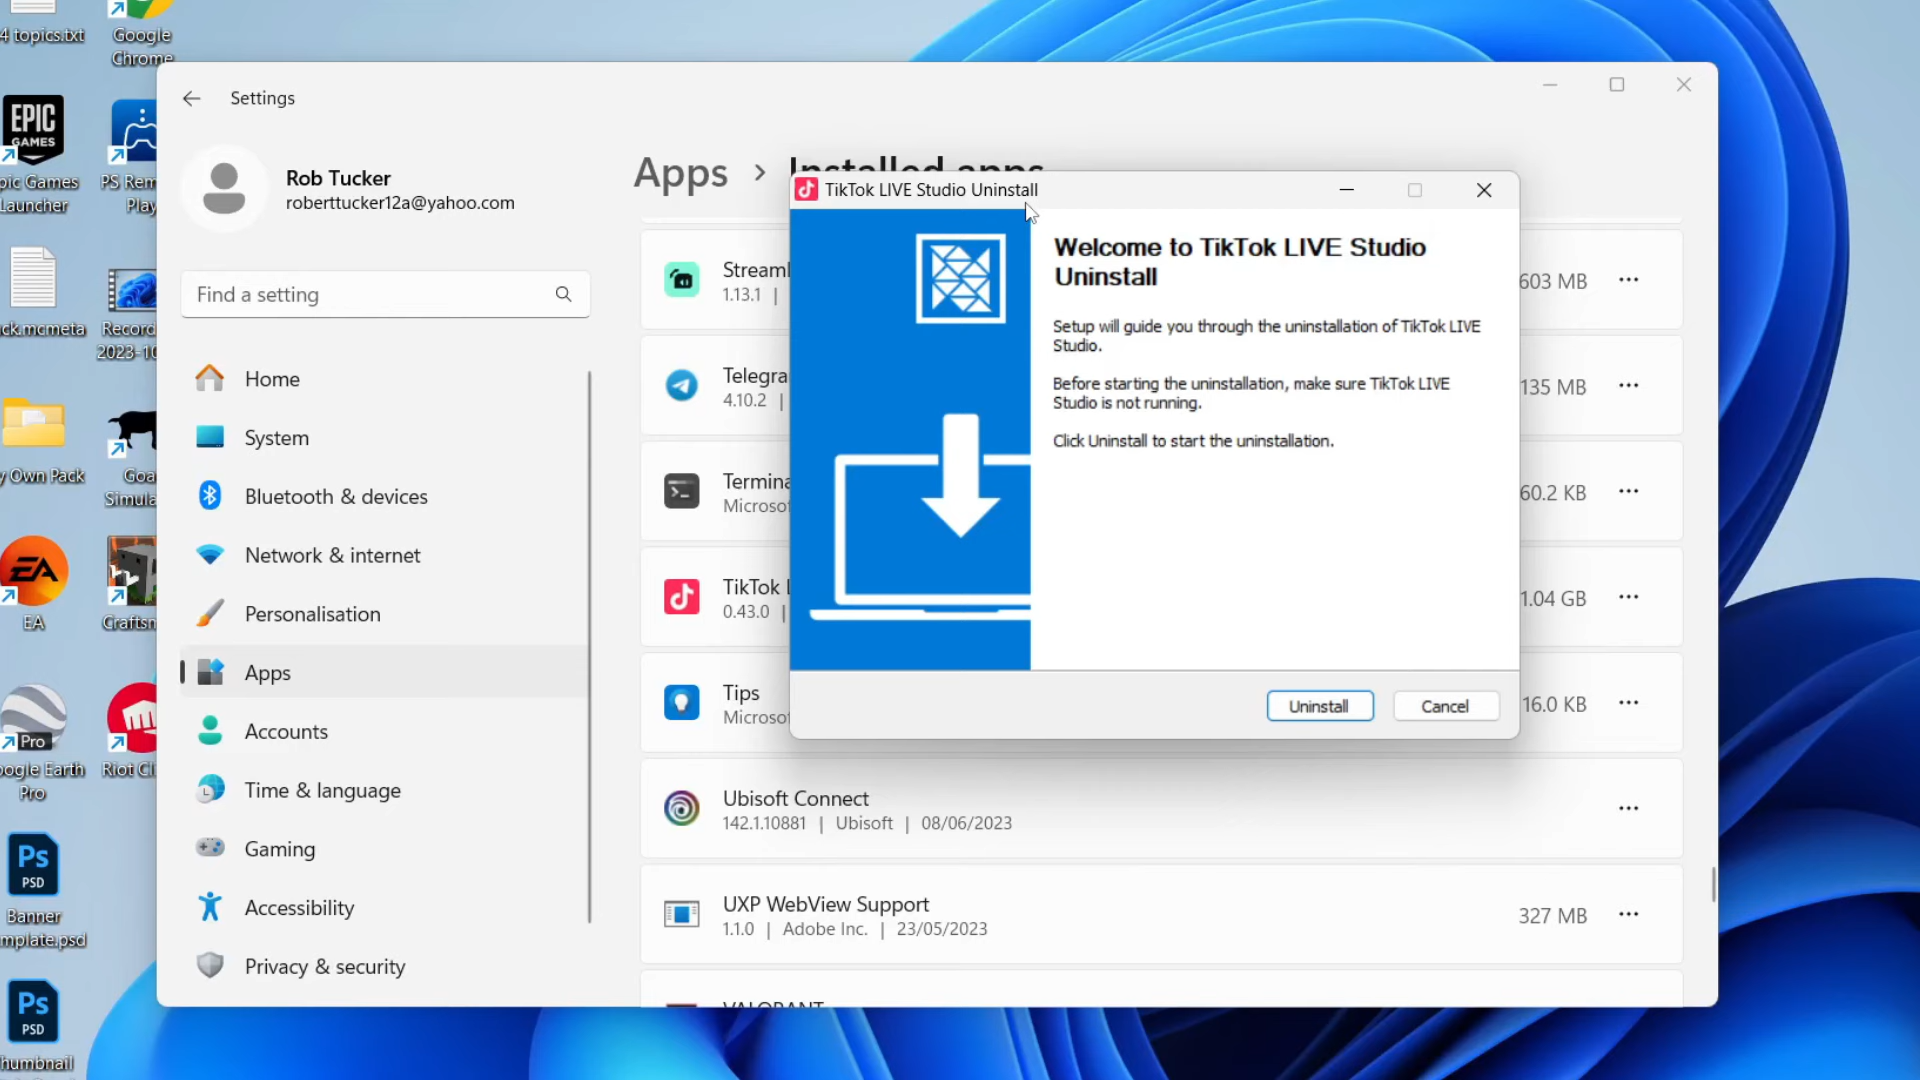 4 topics.txt
Google
Chrome
EPIC
GAMES
pic Games
Launcher
PS Rem
Play
ck.mcmeta
Record
2023-10
y Own Pack
Goa
Simula
EA
EA
Craftsm
Pro
oogle Earth
Pro
Riot Cl
Ps
PSD
Banner
mplate.psd
Ps
PSD
humbnail
Settings
Rob Tucker
roberttucker12a@yahoo.com
Find a setting
Home
System
Bluetooth & devices
Network & internet
Personalisation
Apps
Accounts
Time & language
Gaming
Accessibility
Privacy & security
Apps > Installed apps
Streaml
1.13.1 |
603 MB
Telegra
4.10.2 |
135 MB
Termina
Microsof
60.2 KB
TikTok L
0.43.0 |
1.04 GB
Tips
Microsof
16.0 KB
Ubisoft Connect
142.1.10881 | Ubisoft | 08/06/2023
UXP WebView Support
1.1.0 | Adobe Inc. | 23/05/2023
327 MB
VALORANT
TikTok LIVE Studio Uninstall
Welcome to TikTok LIVE Studio
Uninstall
Setup will guide you through the uninstallation of TikTok LIVE
Studio.
Before starting the uninstallation, make sure TikTok LIVE
Studio is not running.
Click Uninstall to start the uninstallation.
Uninstall
Cancel